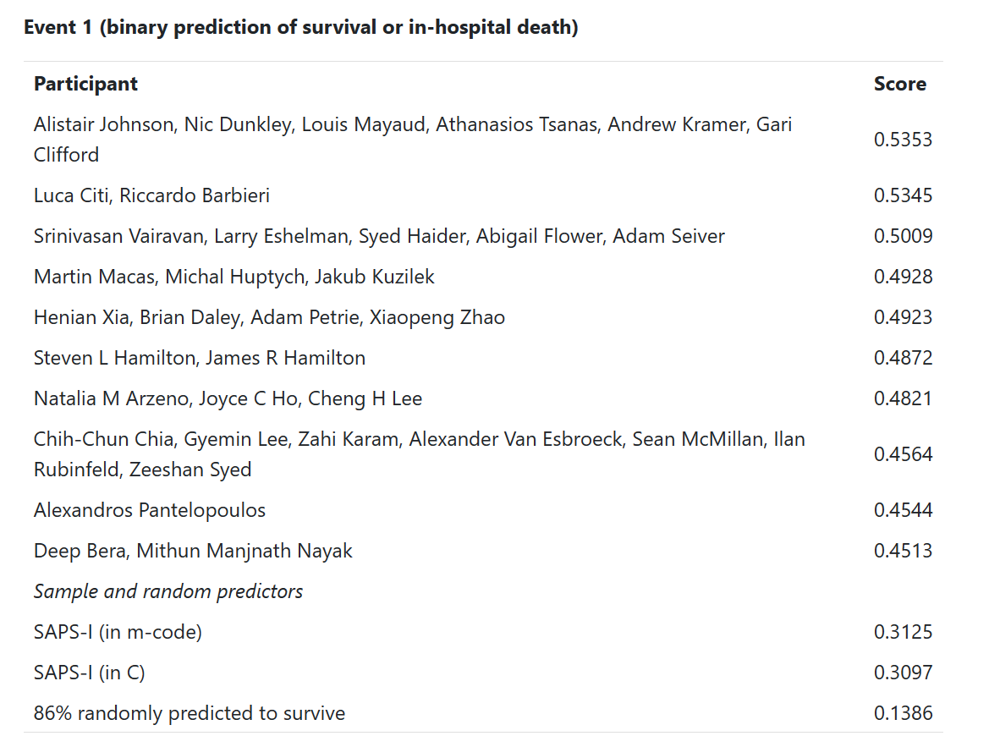 Event 1 (binary prediction of survival or in-hospital death)
Participant Score
Alistair Johnson, Nic Dunkley, Louis Mayaud, Athanasios Tsanas, Andrew Kramer, Gari
Clifford 0.5353
Luca Citi, Riccardo Barbieri 0.5345
Srinivasan Vairavan, Larry Eshelman, Syed Haider, Abigail Flower, Adam Seiver 0.5009
Martin Macas, Michal Huptych, Jakub Kuzilek 0.4928
Henian Xia, Brian Daley, Adam Petrie, Xiaopeng Zhao 0.4923
Steven L Hamilton, James R Hamilton 0.4872
Natalia M Arzeno, Joyce C Ho, Cheng H Lee 0.4821
Chih-Chun Chia, Gyemin Lee, Zahi Karam, Alexander Van Esbroeck, Sean McMillan, Ilan
Rubinfeld, Zeeshan Syed 0.4564
Alexandros Pantelopoulos 0.4544
Deep Bera, Mithun Manjnath Nayak 0.4513
Sample and random predictors
SAPS-I (in m-code) 0.3125
SAPS-I (in C) 0.3097
86% randomly predicted to survive 0.1386